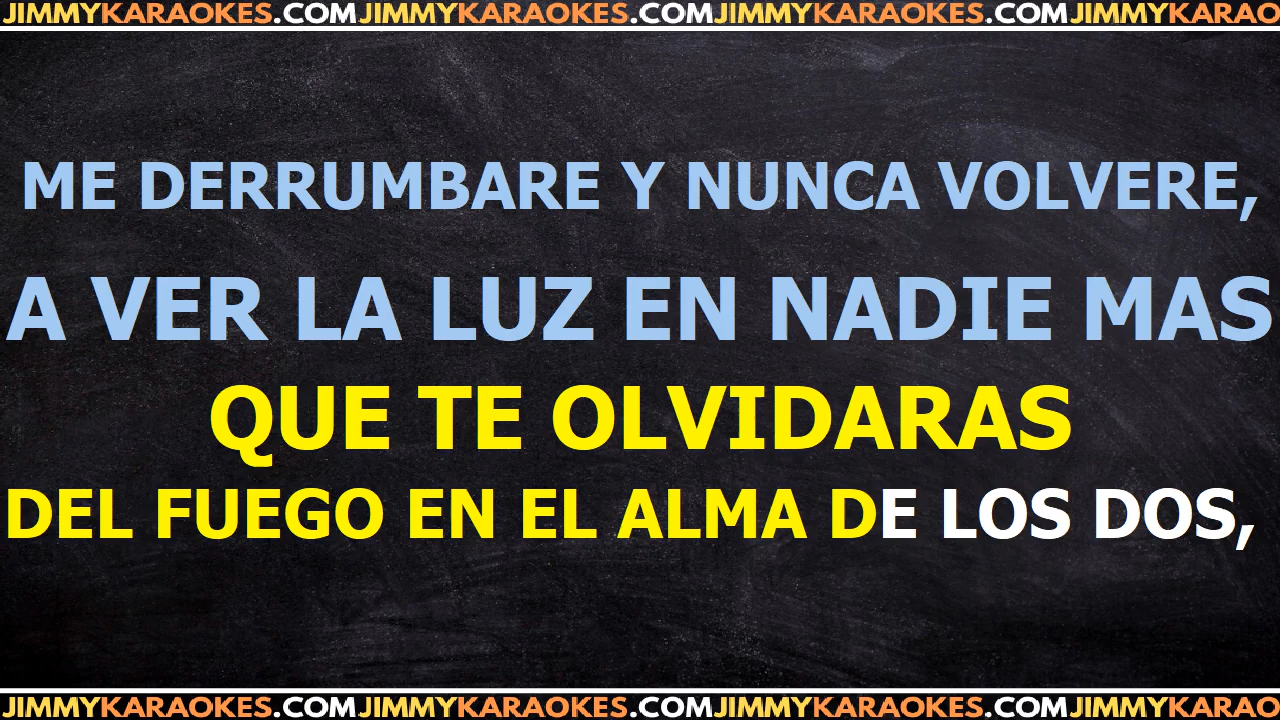 JIMMYKARAOKES.COMJIMMYKARAOKES.COMJIMMYKARAOKES.COMJIMMYKARAO
ME DERRUMBARE Y NUNCA VOLVERE,
A VER LA LUZ EN NADIE MAS
QUE TE OLVIDARAS
DEL FUEGO EN EL ALMA DE LOS DOS,
JIMMYKARAOKES.COMJIMMYKARAOKES.COMJIMMYKARAOKES.COMJIMMYKARAO